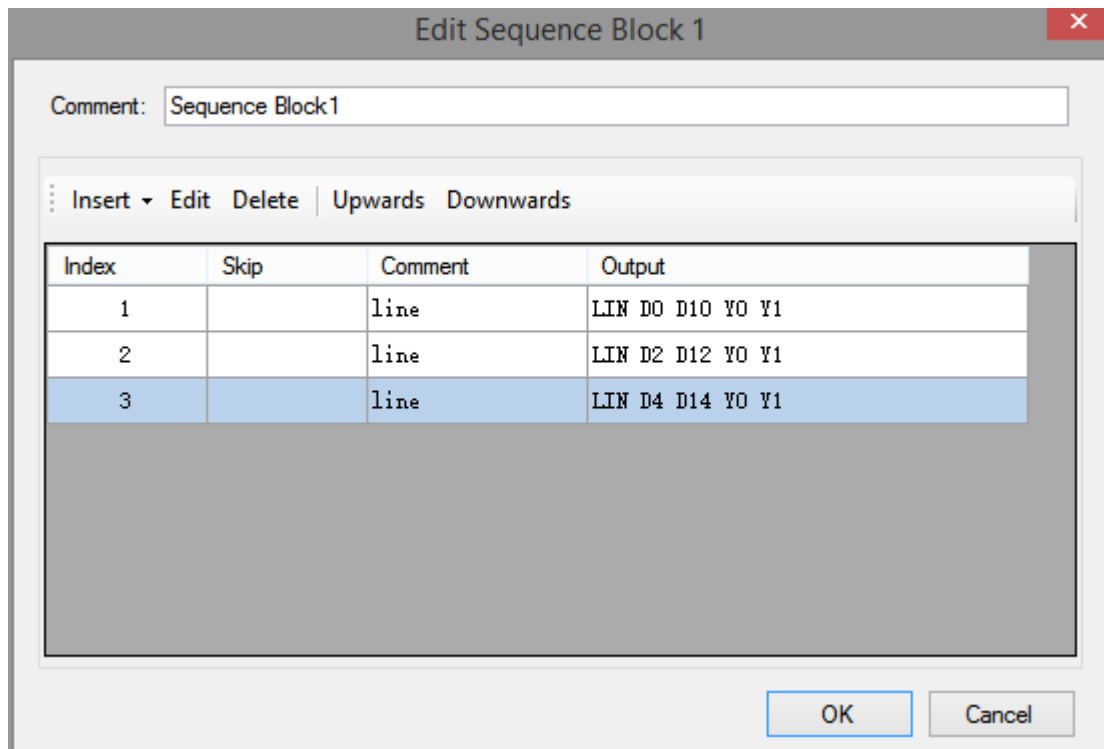 Edit Sequence Block 1
Comment: Sequence Block1
Insert Edit Delete Upwards Downwards
Index Skip Comment Output
1 line LIN D0 D10 Y0 Y1
2 line LIN D2 D12 Y0 Y1
3 line LIN D4 D14 Y0 Y1
OK Cancel